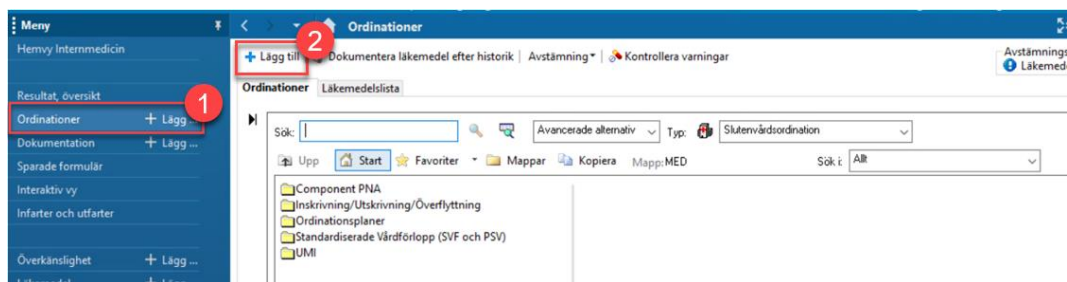 Meny
Ordinationer
Hemvy Internmedicin
Lägg till
2
Dokumentera läkemedel efter historik
Avstämning
Kontrollera varningar
Avstämnings
Läkemed
Resultat, översikt
1
Ordinationer
Läkemedelslista
Ordinationer + Lägg ...
Dokumentation + Lägg ...
Sparade formulär
Interaktiv vy
Infarter och utfarter
Överkänslighet + Lägg ...
Sök:
Avancerade alternativ
Typ:
Slutenvårdsordination
Upp
Start
Favoriter
Mappar
Kopiera
Mapp: MED
Sök i:
Allt
Component PNA
Inskrivning/Utskrivning/Överflyttning
Ordinationsplaner
Standardiserade Vårdförlopp (SVF och PSV)
UMI